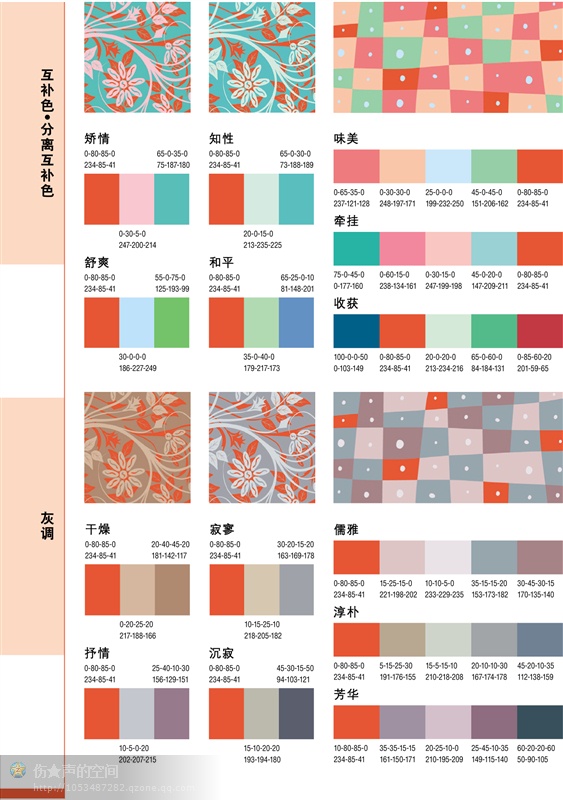 互补色•分离互补色
矫情
0-80-85-0 65-0-35-0
234-85-41 75-187-180
0-30-5-0
247-200-214
知性
0-80-85-0 65-0-30-0
234-85-41 73-188-189
20-0-15-0
213-235-225
味美
0-65-35-0 0-30-30-0 25-0-0-0 45-0-45-0 0-80-85-0
237-121-128 248-197-171 199-232-250 151-206-162 234-85-41
牵挂
75-0-45-0 0-60-15-0 0-30-15-0 45-0-20-0 0-80-85-0
0-177-160 238-134-161 247-199-198 147-209-211 234-85-41
舒爽
0-80-85-0 55-0-75-0
234-85-41 125-193-99
30-0-0-0
186-227-249
和平
0-80-85-0 65-25-0-10
234-85-41 81-148-201
35-0-40-0
179-217-173
收获
100-0-0-50 0-80-85-0 20-0-20-0 65-0-60-0 0-85-60-20
0-103-149 234-85-41 213-234-216 84-184-131 201-59-65
灰调
干燥
0-80-85-0 20-40-45-20
234-85-41 181-142-117
0-20-25-20
217-188-166
寂寥
0-80-85-0 30-20-15-20
234-85-41 163-169-178
10-15-25-10
218-205-182
儒雅
0-80-85-0 15-25-15-0 10-10-5-0 35-15-15-20 30-45-30-15
234-85-41 221-198-202 233-229-235 153-173-182 170-135-140
淳朴
0-80-85-0 5-15-25-30 15-5-15-10 20-10-10-30 45-20-10-35
234-85-41 191-176-155 210-218-208 167-174-178 112-138-159
抒情
0-80-85-0 25-40-10-30
234-85-41 156-129-151
10-5-0-20
202-207-215
沉寂
0-80-85-0 45-30-15-50
234-85-41 94-103-121
15-10-20-20
193-194-180
芳华
10-80-85-0 35-35-15-15 20-25-10-0 25-45-10-35 60-20-20-60
234-85-41 161-150-171 210-195-209 149-115-140 50-90-105
伤★声的空间
http://1053487282.qzone.qq.com